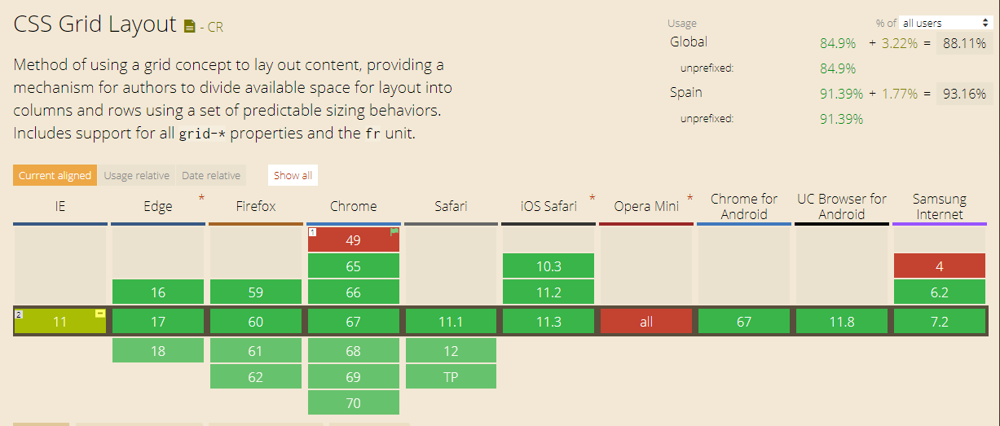 CSS Grid Layout - CR
Usage % of all users
Global 84.9% + 3.22% = 88.11%
unprefixed: 84.9%
Spain 91.39% + 1.77% = 93.16%
unprefixed: 91.39%
Method of using a grid concept to lay out content, providing a
mechanism for authors to divide available space for layout into
columns and rows using a set of predictable sizing behaviors.
Includes support for all grid-* properties and the fr unit.
Current aligned Usage relative Date relative Show all
IE Edge * Firefox Chrome Safari iOS Safari * Opera Mini * Chrome for Android UC Browser for Android Samsung Internet
1 49
65 10.3 4
16 59 66 11.2 6.2
2 11 17 60 67 11.1 11.3 all 67 11.8 7.2
18 61 68 12
62 69 TP
70